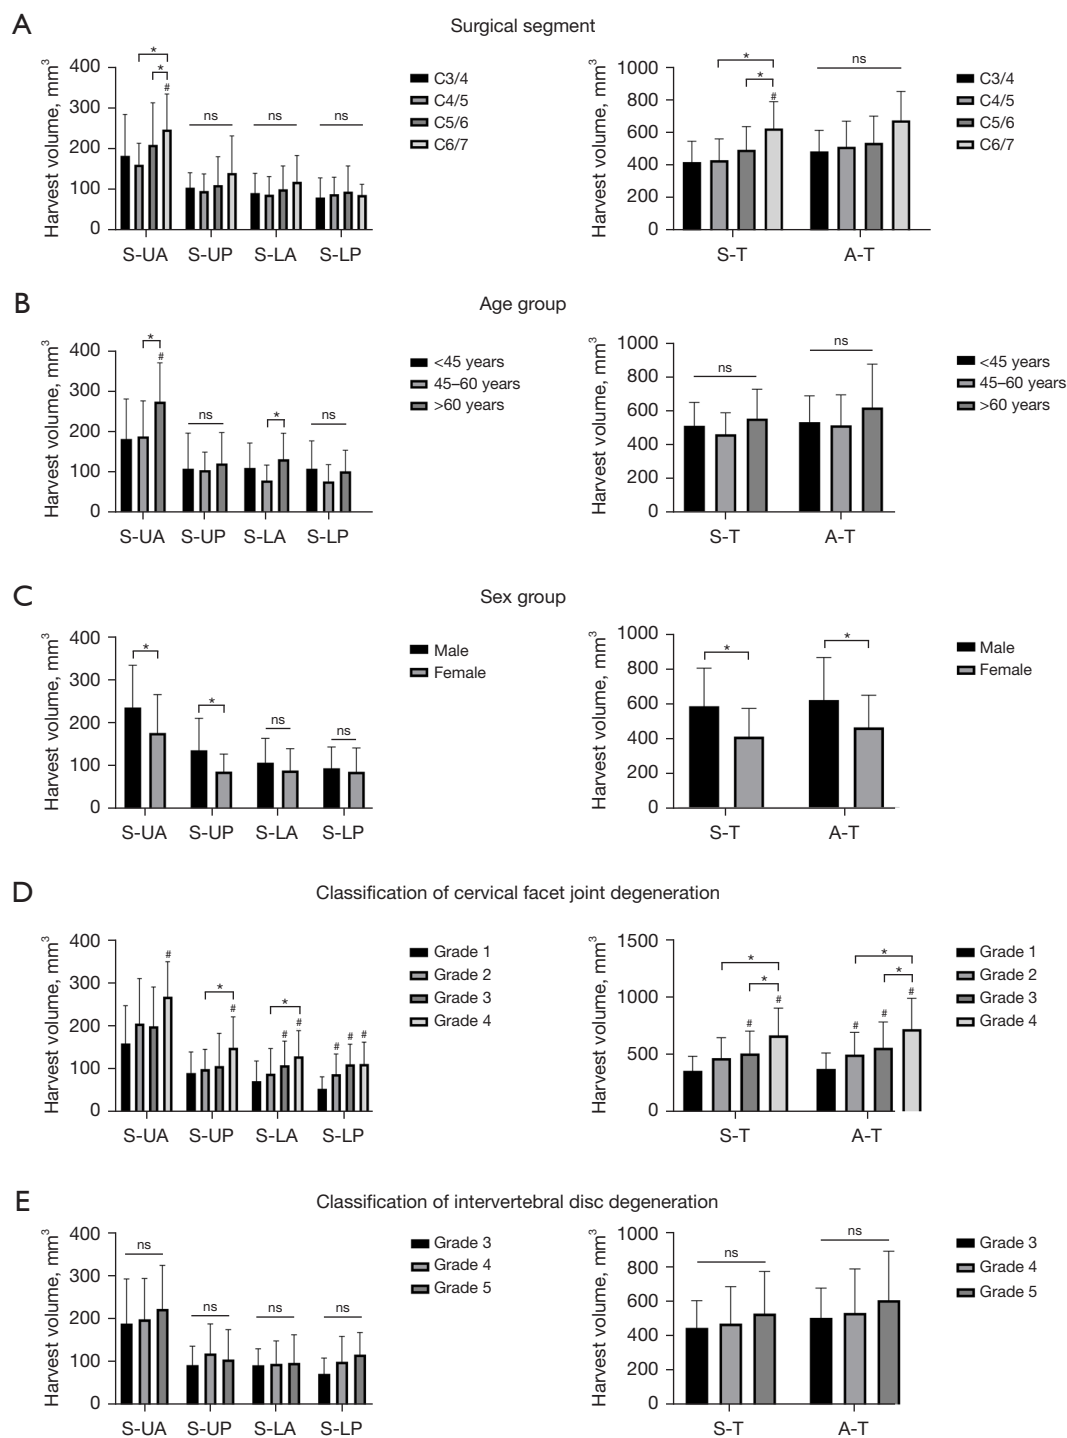 A
Surgical segment
Harvest volume, mm³
400
300
200
100
0
*
*
#
ns
ns
ns
S-UA
S-UP
S-LA
S-LP
C3/4
C4/5
C5/6
C6/7
Harvest volume, mm³
1000
800
600
400
200
0
*
*
#
ns
S-T
A-T
C3/4
C4/5
C5/6
C6/7
B
Age group
Harvest volume, mm³
400
300
200
100
0
*
#
ns
*
ns
S-UA
S-UP
S-LA
S-LP
<45 years
45–60 years
>60 years
Harvest volume, mm³
1000
800
600
400
200
0
ns
ns
S-T
A-T
<45 years
45–60 years
>60 years
C
Sex group
Harvest volume, mm³
400
300
200
100
0
*
*
ns
ns
S-UA
S-UP
S-LA
S-LP
Male
Female
Harvest volume, mm³
1000
800
600
400
200
0
*
*
S-T
A-T
Male
Female
D
Classification of cervical facet joint degeneration
Harvest volume, mm³
400
300
200
100
0
#
*
#
*
#
#
#
#
#
S-UA
S-UP
S-LA
S-LP
Grade 1
Grade 2
Grade 3
Grade 4
Harvest volume, mm³
1500
1000
500
0
*
*
#
#
*
*
#
#
#
S-T
A-T
Grade 1
Grade 2
Grade 3
Grade 4
E
Classification of intervertebral disc degeneration
Harvest volume, mm³
400
300
200
100
0
ns
ns
ns
ns
S-UA
S-UP
S-LA
S-LP
Grade 3
Grade 4
Grade 5
Harvest volume, mm³
1000
800
600
400
200
0
ns
ns
S-T
A-T
Grade 3
Grade 4
Grade 5